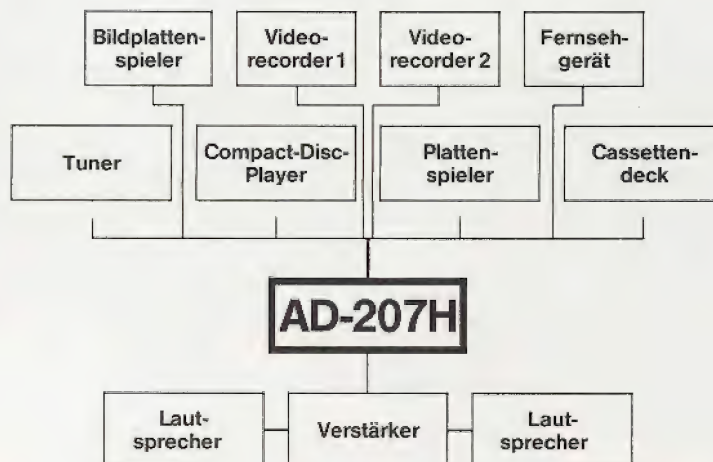 Bildplatten-
spieler
Video-
recorder 1
Video-
recorder 2
Fernseh-
gerät
Tuner
Compact-Disc-
Player
Platten-
spieler
Cassetten-
deck
AD-207H
Laut-
sprecher
Verstärker
Laut-
sprecher